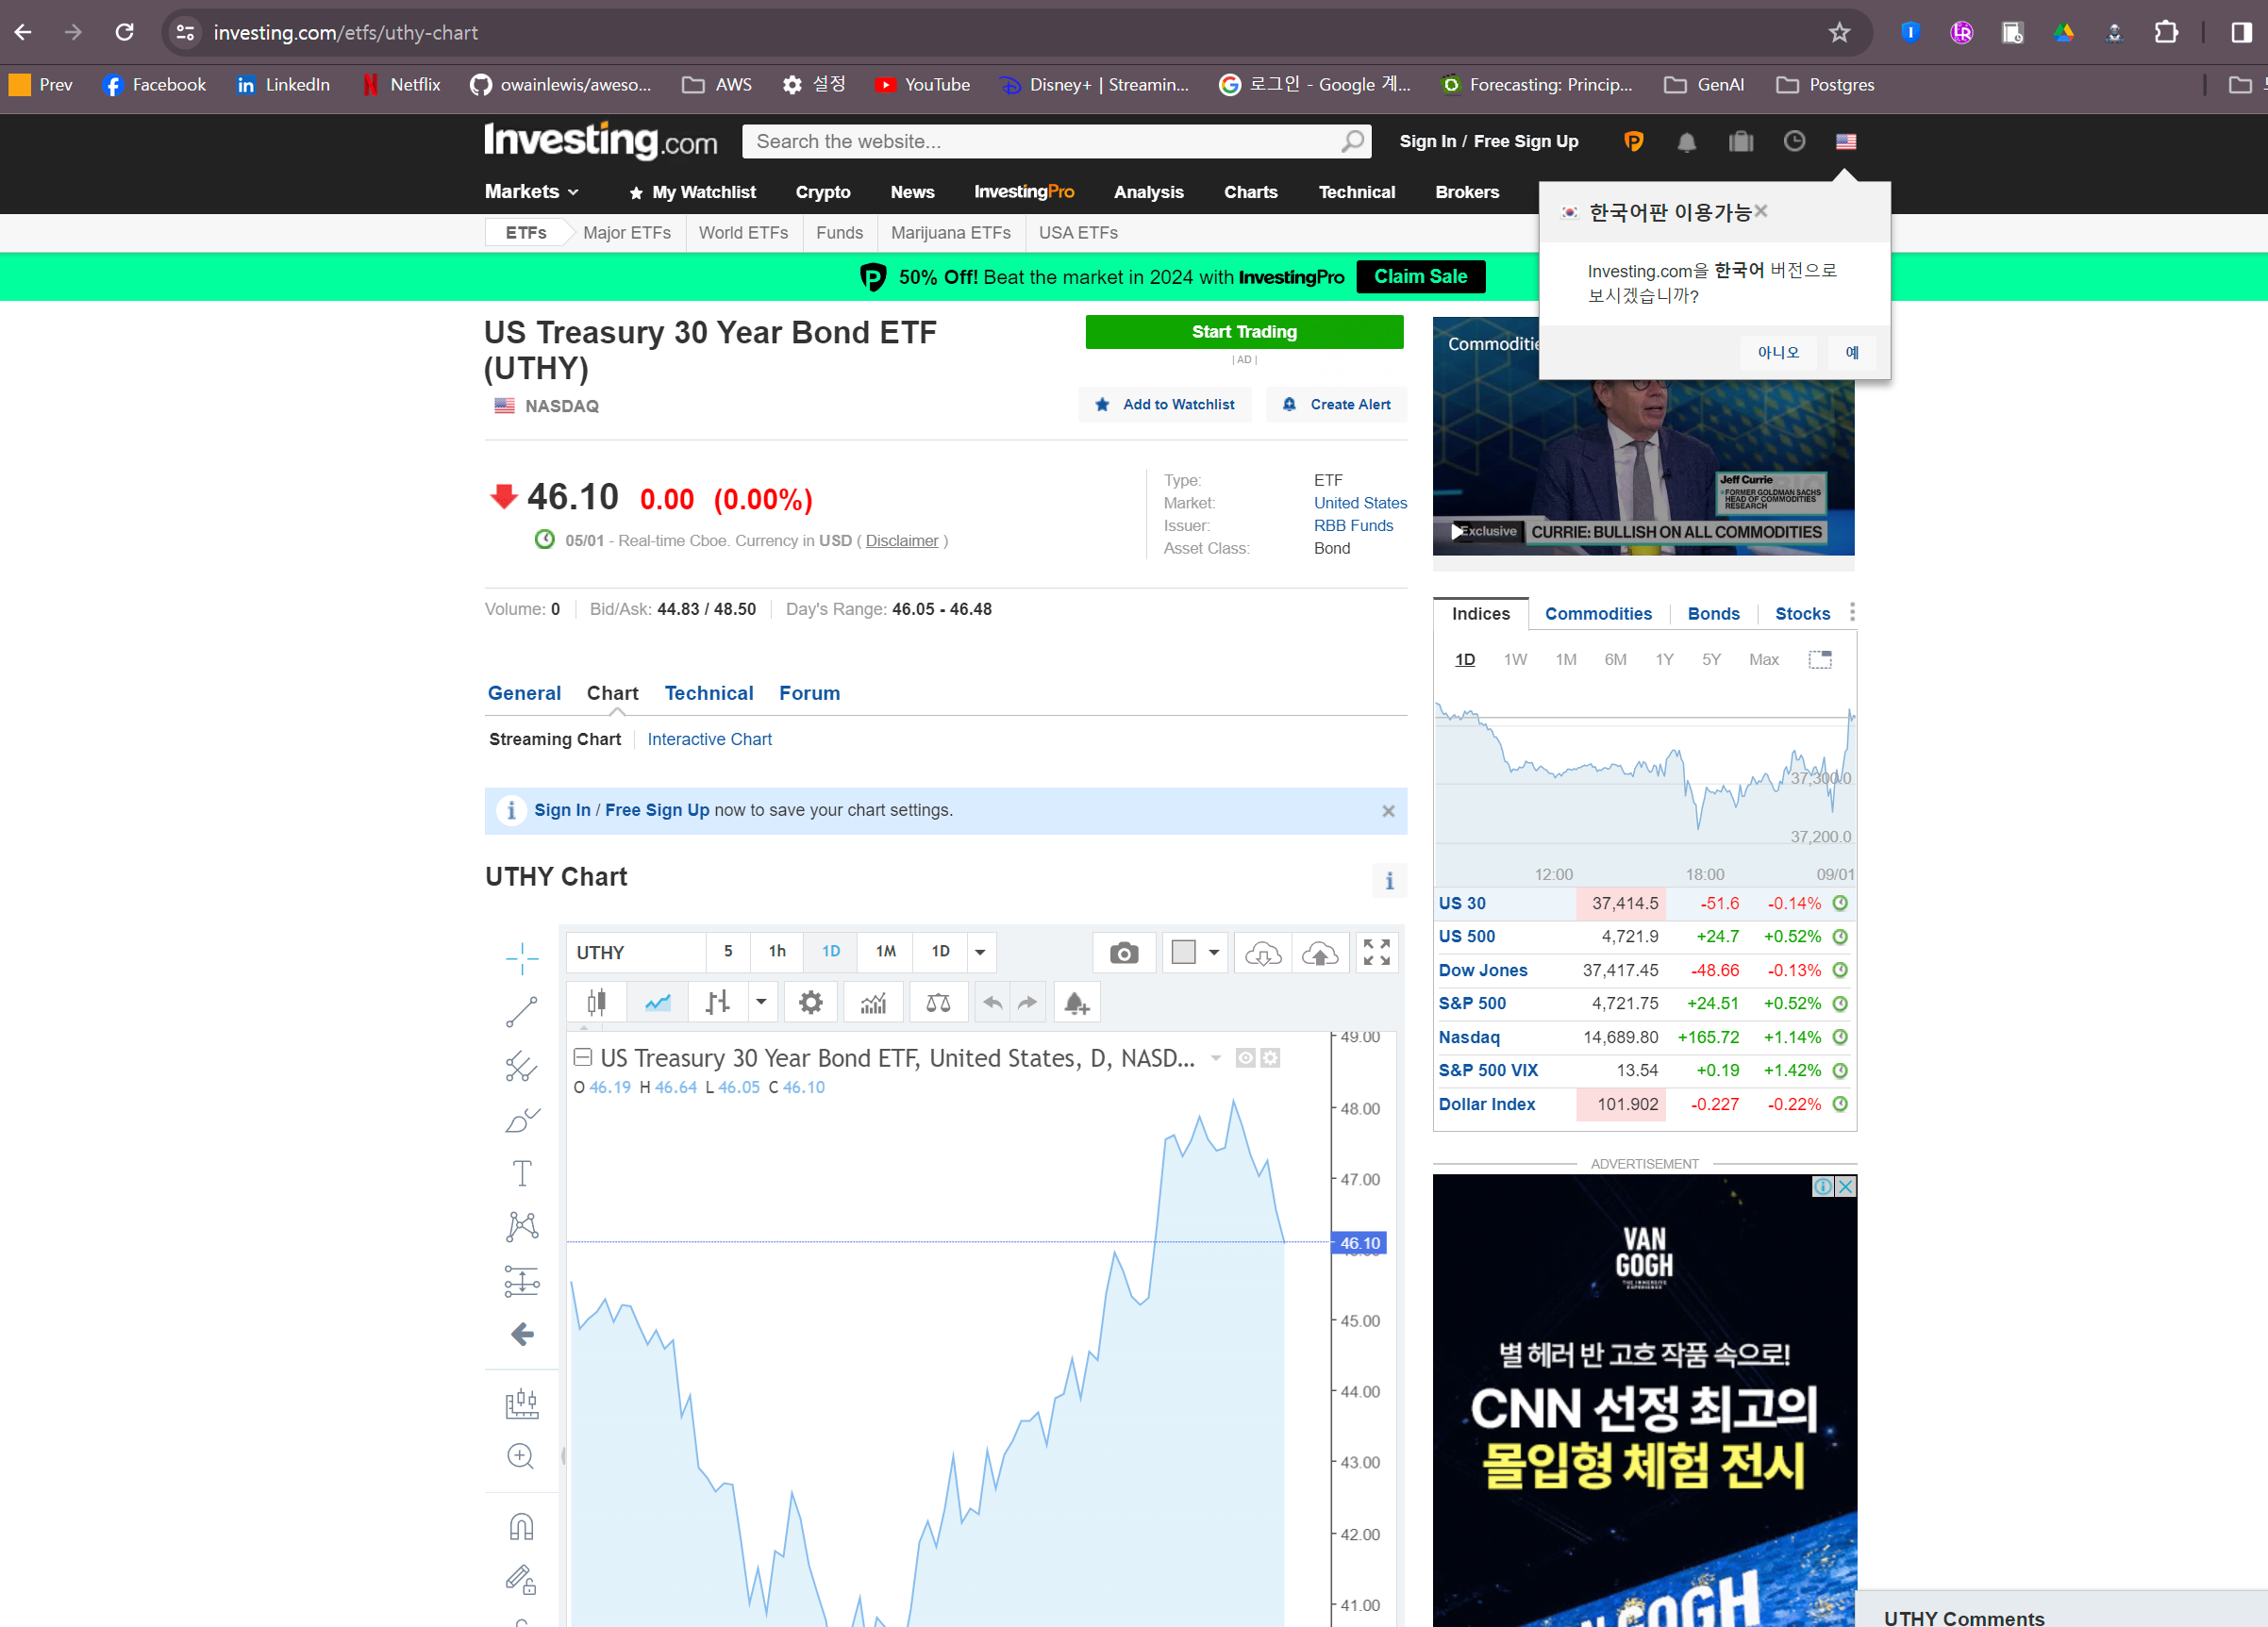 investing.com/etfs/uthy-chart
Prev Facebook LinkedIn Netflix owainlewis/aweso... AWS 설정 YouTube Disney+ | Streamin... 로그인 - Google 계... Forecasting: Princip... GenAI Postgres
Investing.com Search the website... Sign In / Free Sign Up
Markets My Watchlist Crypto News InvestingPro Analysis Charts Technical Brokers
ETFs Major ETFs World ETFs Funds Marijuana ETFs USA ETFs
한국어판 이용가능
Investing.com을 한국어 버전으로
보시겠습니까?
아니오 예
50% Off! Beat the market in 2024 with InvestingPro Claim Sale
US Treasury 30 Year Bond ETF
(UTHY)
NASDAQ
Start Trading
| AD |
Add to Watchlist Create Alert
46.10 0.00 (0.00%)
05/01 - Real-time Cboe. Currency in USD ( Disclaimer )
Type: ETF
Market: United States
Issuer: RBB Funds
Asset Class: Bond
Volume: 0 Bid/Ask: 44.83 / 48.50 Day's Range: 46.05 - 46.48
General Chart Technical Forum
Streaming Chart Interactive Chart
Sign In / Free Sign Up now to save your chart settings.
UTHY Chart
UTHY 5 1h 1D 1M 1D
US Treasury 30 Year Bond ETF, United States, D, NASD...
O 46.19 H 46.64 L 46.05 C 46.10
49.00
48.00
47.00
46.10
45.00
44.00
43.00
42.00
41.00
Jeff Currie
FORMER GOLDMAN SACHS
HEAD OF COMMODITIES
RESEARCH
Exclusive CURRIE: BULLISH ON ALL COMMODITIES
Indices Commodities Bonds Stocks
1D 1W 1M 6M 1Y 5Y Max
37,300.0
37,200.0
12:00 18:00 09/01
US 30 37,414.5 -51.6 -0.14%
US 500 4,721.9 +24.7 +0.52%
Dow Jones 37,417.45 -48.66 -0.13%
S&P 500 4,721.75 +24.51 +0.52%
Nasdaq 14,689.80 +165.72 +1.14%
S&P 500 VIX 13.54 +0.19 +1.42%
Dollar Index 101.902 -0.227 -0.22%
ADVERTISEMENT
VAN
GOGH
THE IMMERSIVE
EXPERIENCE
별 헤러 반 고흐 작품 속으로!
CNN 선정 최고의
몰입형 체험 전시
GOGH
UTHY Comments